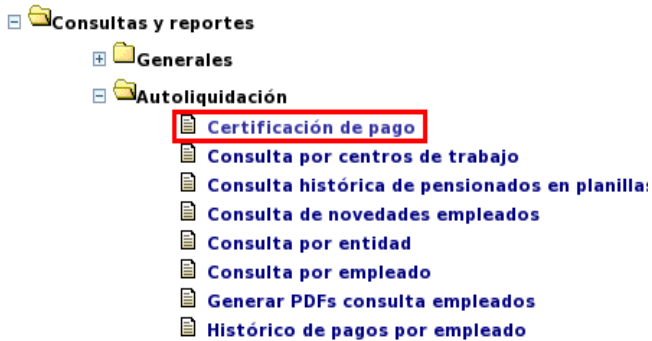 Consultas y reportes
Generales
Autoliquidación
Certificación de pago
Consulta por centros de trabajo
Consulta histórica de pensionados en planillas
Consulta de novedades empleados
Consulta por entidad
Consulta por empleado
Generar PDFs consulta empleados
Histórico de pagos por empleado